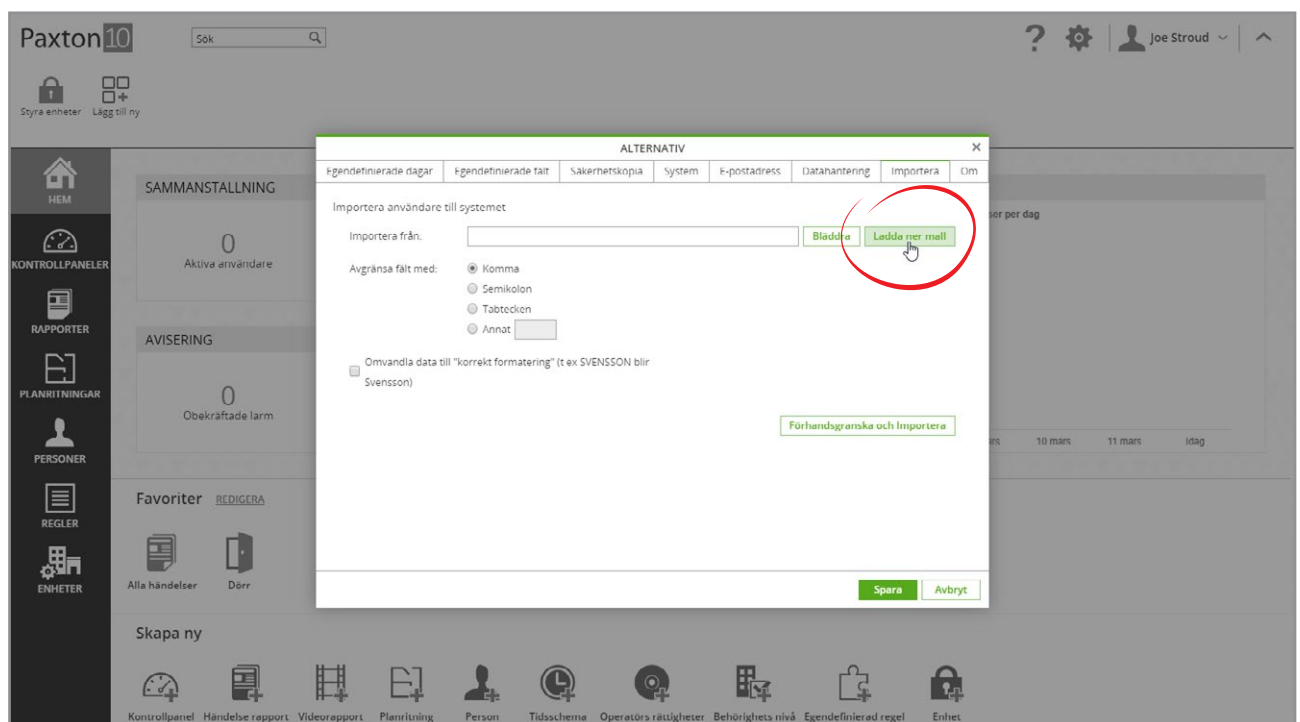 Paxton10
Sök
Joe Stroud
Styra enheter
Lägg till ny
ALTERNATIV
Egendefinierade dagar
Egendefinierade fält
Säkerhetskopia
System
E-postadress
Datahantering
Importera
Om
Importera användare till systemet
Importera från.
Bläddra
Ladda ner mall
Avgränsa fält med:
Komma
Semikolon
Tabtecken
Annat
Omvandla data till "korrekt formatering" (t ex SVENSSON blir
Svensson)
Förhandsgranska och Importera
Spara
Avbryt
HEM
KONTROLLPANELER
RAPPORTER
PLANRITNINGAR
PERSONER
REGLER
ENHETER
SAMMANSTALLNING
0
Aktiva användare
AVISERING
0
Obekräftade larm
per dag
10 mars
11 mars
Idag
Favoriter
REDIGERA
Alla händelser
Dörr
Skapa ny
Kontrollpanel
Händelse rapport
Videorapport
Planritning
Person
Tidsschema
Operatörs rättigheter
Behörighets nivå
Egendefinierad regel
Enhet